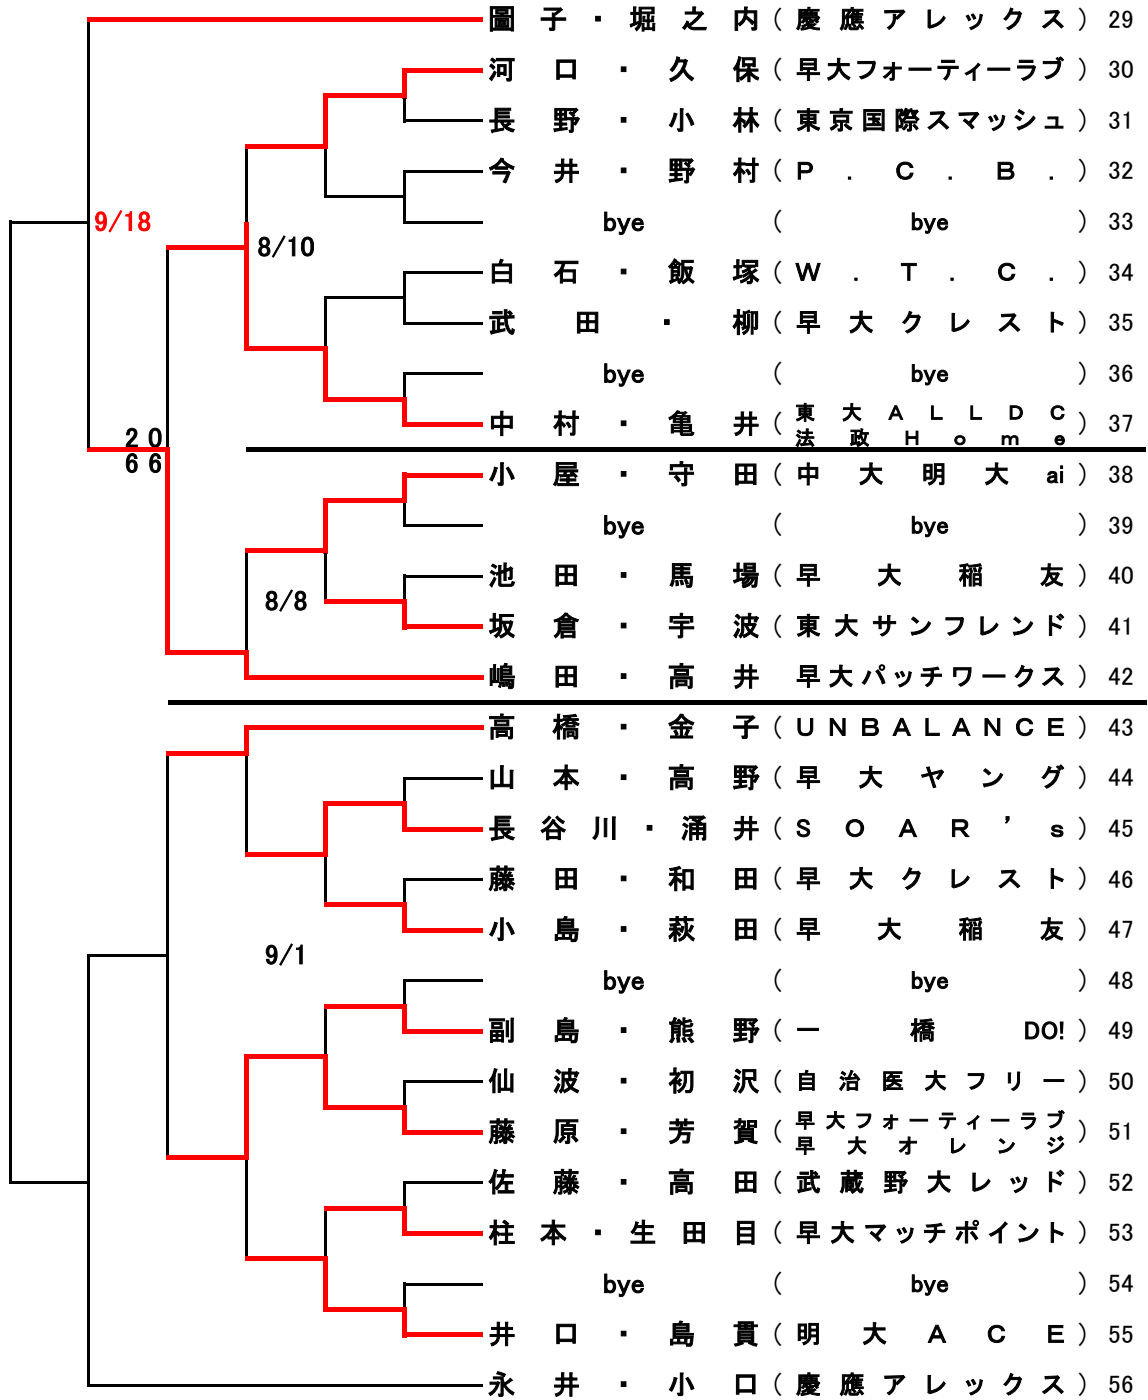 圖子・堀之内(慶應アレックス) 29
河口・久保(早大フォーティーラブ) 30
長野・小林(東京国際スマッシュ) 31
今井・野村(P.C.B.) 32
9/18
bye(bye) 33
8/10
白石・飯塚(W.T.C.) 34
武田・柳(早大クレスト) 35
bye(bye) 36
中村・亀井(東大ALLDC
法政Home) 37
2 0
6 6
小屋・守田(中大明大ai) 38
bye(bye) 39
池田・馬場(早大稲友) 40
8/8
坂倉・宇波(東大サンフレンド) 41
嶋田・高井 早大パッチワークス) 42
高橋・金子(UNBALANCE) 43
山本・高野(早大ヤング) 44
長谷川・涌井(SOAR's) 45
藤田・和田(早大クレスト) 46
小島・萩田(早大稲友) 47
9/1
bye(bye) 48
副島・熊野(一橋DO!) 49
仙波・初沢(自治医大フリー) 50
藤原・芳賀(早大フォーティーラブ
早大オレンジ) 51
佐藤・高田(武蔵野大レッド) 52
柱本・生田目(早大マッチポイント) 53
bye(bye) 54
井口・島貫(明大ACE) 55
永井・小口(慶應アレックス) 56